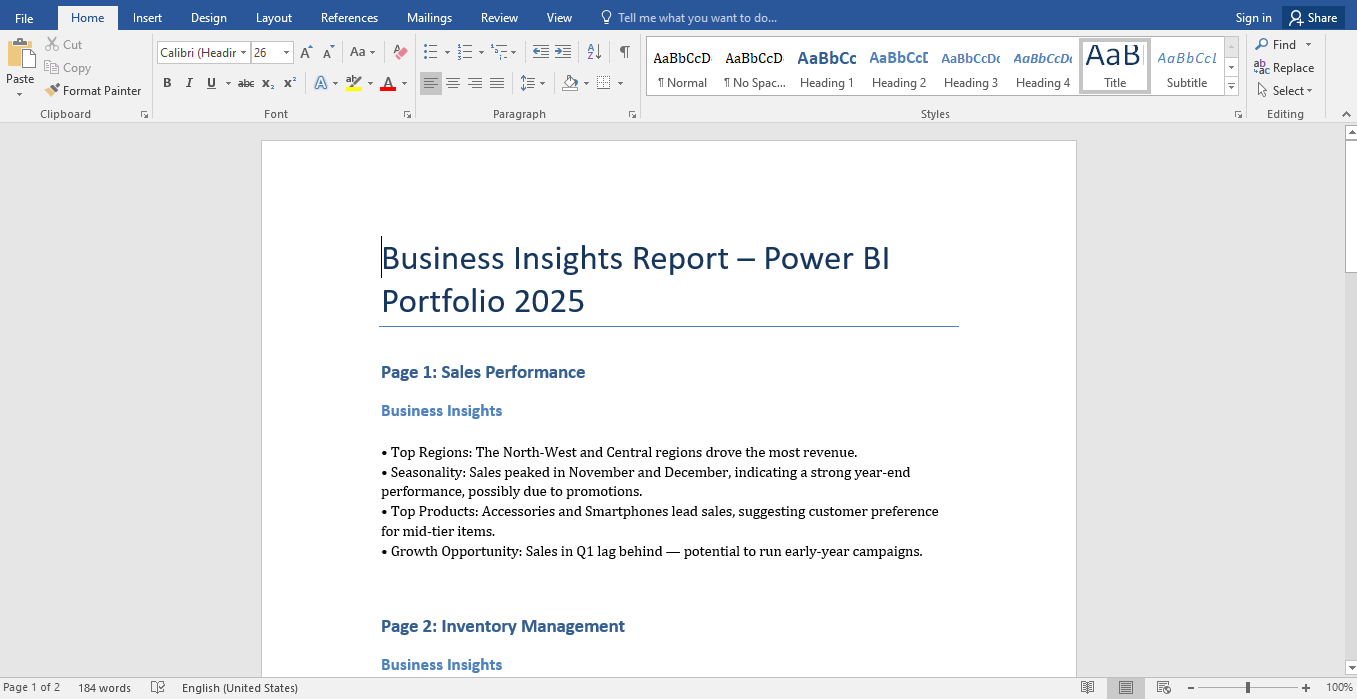 File Home Insert Design Layout References Mailings Review View Tell me what you want to do... Sign in Share
Paste
Cut
Copy
Format Painter
Clipboard
Calibri (Headir 26 Aa
B I U abc x₂ x² A ab A
Font
Paragraph
AaBbCcD AaBbCcD AaBbCc AaBbCcD AaBbCcDc AaBbCcDc AaB AaBbCcL
¶ Normal ¶ No Spac... Heading 1 Heading 2 Heading 3 Heading 4 Title Subtitle
Styles
Find
Replace
Select
Editing
Business Insights Report – Power BI
Portfolio 2025
Page 1: Sales Performance
Business Insights
• Top Regions: The North-West and Central regions drove the most revenue.
• Seasonality: Sales peaked in November and December, indicating a strong year-end
performance, possibly due to promotions.
• Top Products: Accessories and Smartphones lead sales, suggesting customer preference
for mid-tier items.
• Growth Opportunity: Sales in Q1 lag behind — potential to run early-year campaigns.
Page 2: Inventory Management
Business Insights
Page 1 of 2 184 words English (United States) 100%